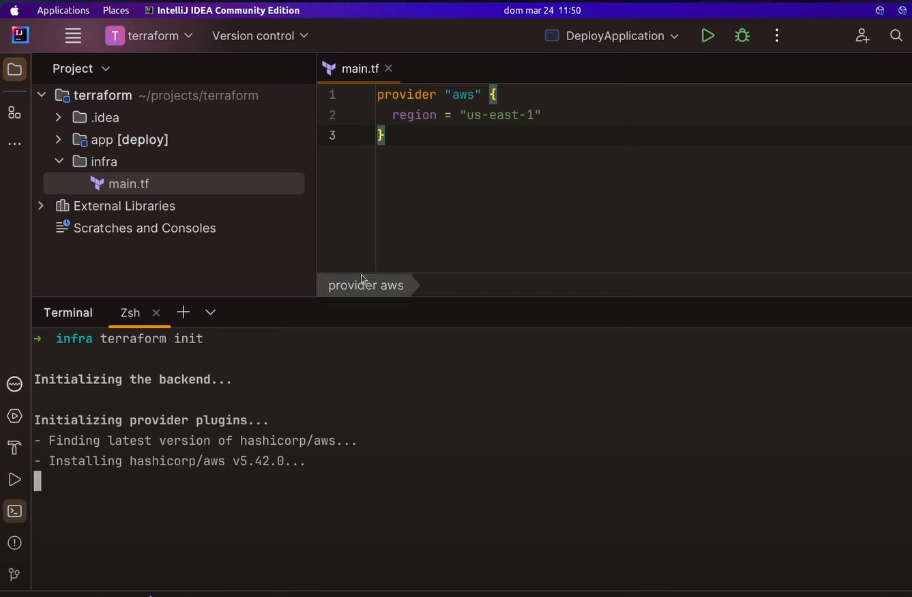 Applications Places IntelliJ IDEA Community Edition dom mar 24 11:50
IJ T terraform Version control DeployApplication
Project
terraform ~/projects/terraform
.idea
app [deploy]
infra
main.tf
External Libraries
Scratches and Consoles
main.tf
1 provider "aws" {
2 region = "us-east-1"
3 }
provider aws
Terminal Zsh
→ infra terraform init
Initializing the backend...
Initializing provider plugins...
- Finding latest version of hashicorp/aws...
- Installing hashicorp/aws v5.42.0...